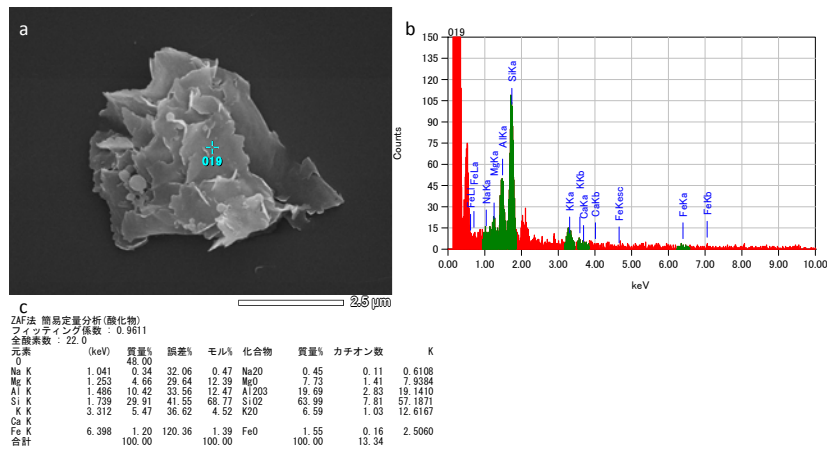 a
019
2.5 µm
b
019
Counts
150
135
120
105
90
75
60
45
30
15
0
FeLl
FeLa
NaKa
MgKa
AlKa
SiKa
KKa
KKb
CaKa
CaKb
FeKesc
FeKa
FeKb
0.00 1.00 2.00 3.00 4.00 5.00 6.00 7.00 8.00 9.00 10.00
keV
c
ZAF法 簡易定量分析(酸化物)
フィッティング係数 : 0.9611
全酸素数 : 22.0
元素 (keV) 質量% 誤差% モル% 化合物 質量% カチオン数 K
O 48.00
Na K 1.041 0.34 32.06 0.47 Na2O 0.45 0.11 0.6108
Mg K 1.253 4.66 29.64 12.39 MgO 7.73 1.41 7.9384
Al K 1.486 10.42 33.56 12.47 Al2O3 19.69 2.83 19.1410
Si K 1.739 29.91 41.55 68.77 SiO2 63.99 7.81 57.1871
K K 3.312 5.47 36.62 4.52 K2O 6.59 1.03 12.6167
Ca K
Fe K 6.398 1.20 120.36 1.39 FeO 1.55 0.16 2.5060
合計 100.00 100.00 100.00 13.34